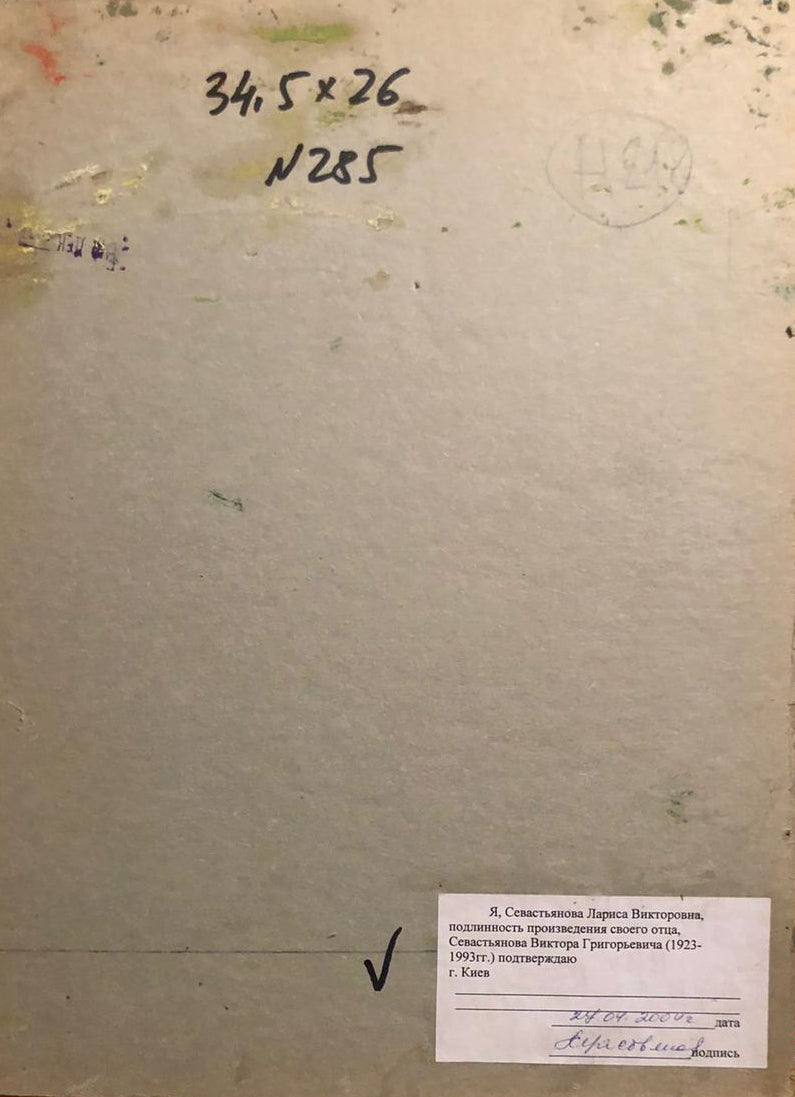 34,5 х 26
N 285
Я, Севастьянова Лариса Викторовна,
подлинность произведения своего отца,
Севастьянова Виктора Григорьевича (1923-
1993гг.) подтверждаю
г. Киев
дата
подпись